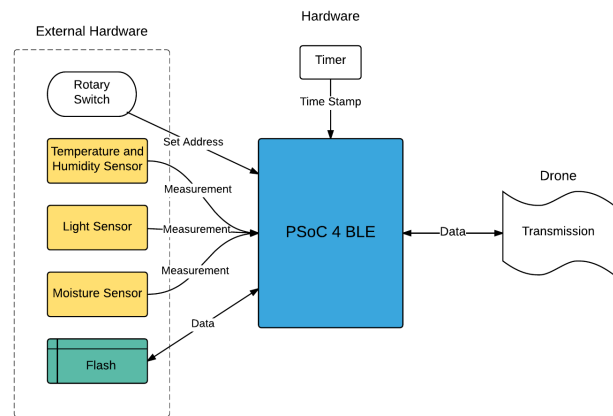 Hardware
External Hardware
Timer
Rotary
Switch
Time Stamp
Set Address
Temperature and
Humidity Sensor
Measurement
Drone
Light Sensor
Measurement
PSoC 4 BLE
Data
Transmission
Measurement
Moisture Sensor
Data
Flash